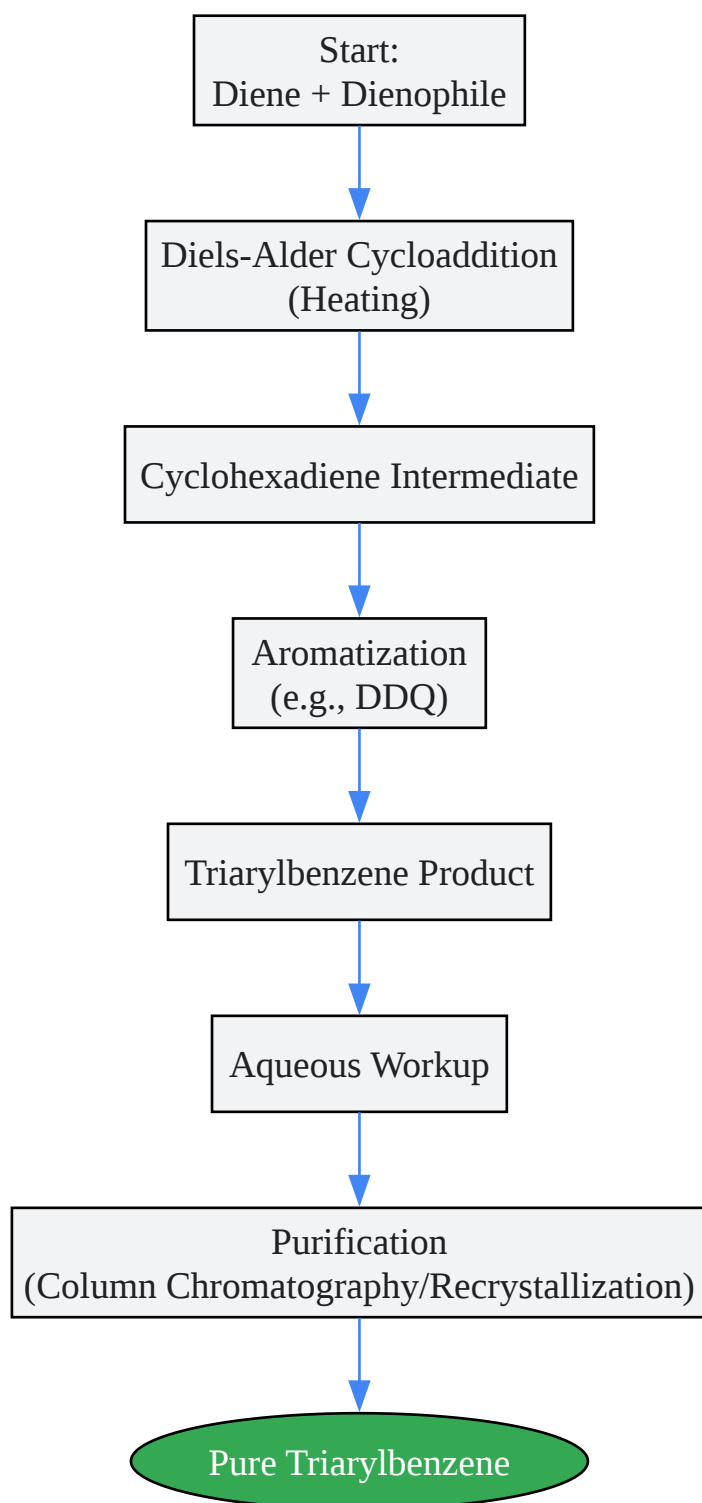 Start:
Diene + Dienophile
Diels-Alder Cycloaddition
(Heating)
Cyclohexadiene Intermediate
Aromatization
(e.g., DDQ)
Triarylbenzene Product
Aqueous Workup
Purification
(Column Chromatography/Recrystallization)
Pure Triarylbenzene